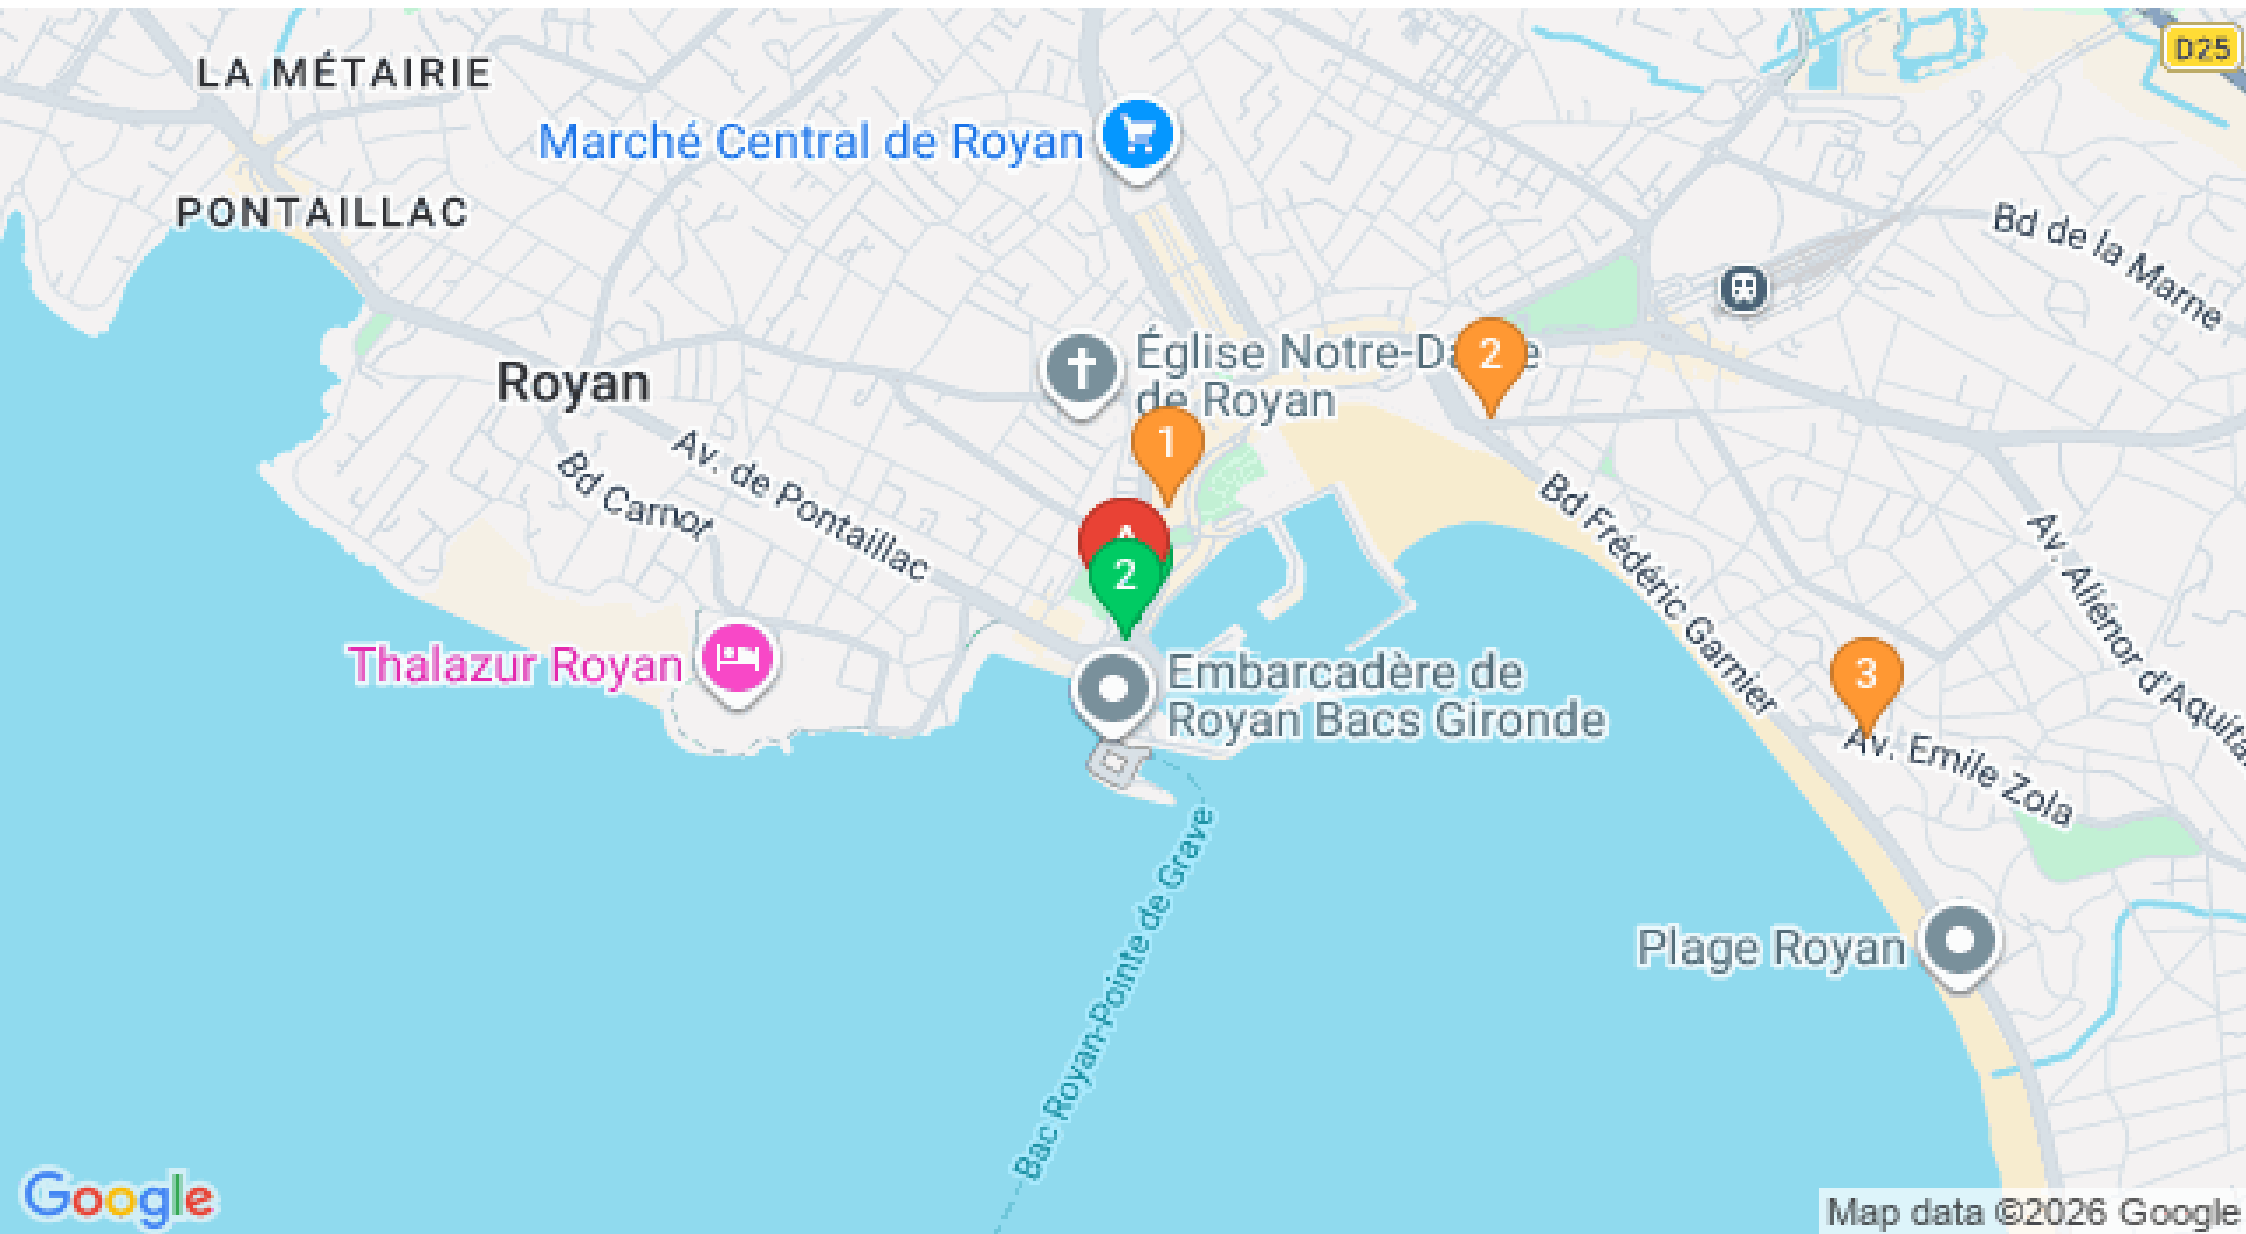 D25
LA MÉTAIRIE
Marché Central de Royan
PONTAILLAC
Bd de la Marne
Église Notre-Da
e
de Royan
2
Royan
1
Av. de Pontaillac
Bd Carnot
Bd Frédéric Garnier
Av. Aliénor d'Aquita
A
2
Thalazur Royan
Embarcadère de
Royan Bacs Gironde
3
Av. Emile Zola
Bac Royan-Pointe de Grave
Plage Royan
Google
Map data ©2026 Google